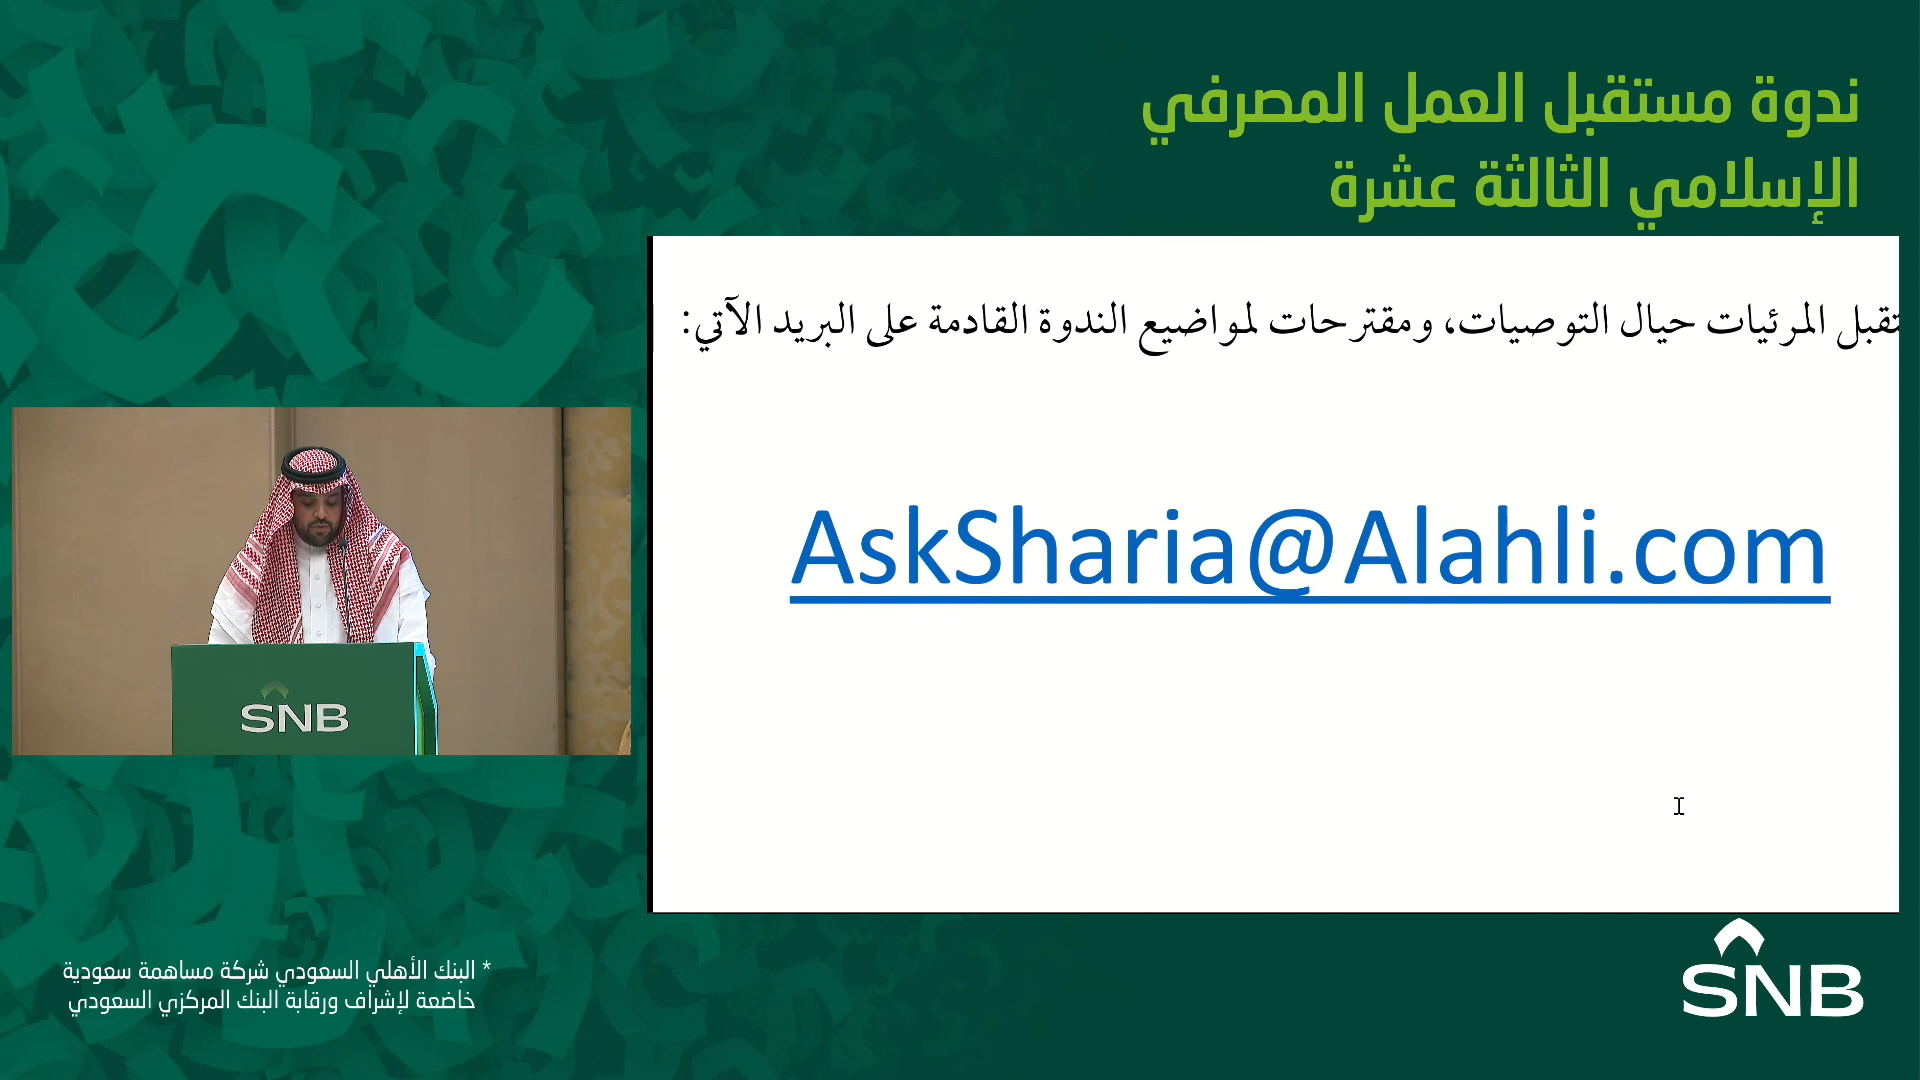 ندوة مستقبل العمل المصرفي
الإسلامي الثالثة عشرة
المرئيات حيال التوصيات، ومقترحات لمواضيع الندوة القادمة على البريد الآتي:
AskSharia@Alahli.com
SNB
* البنك الأهلي السعودي شركة مساهمة سعودية
خاضعة لإشراف ورقابة البنك المركزي السعودي
SNB